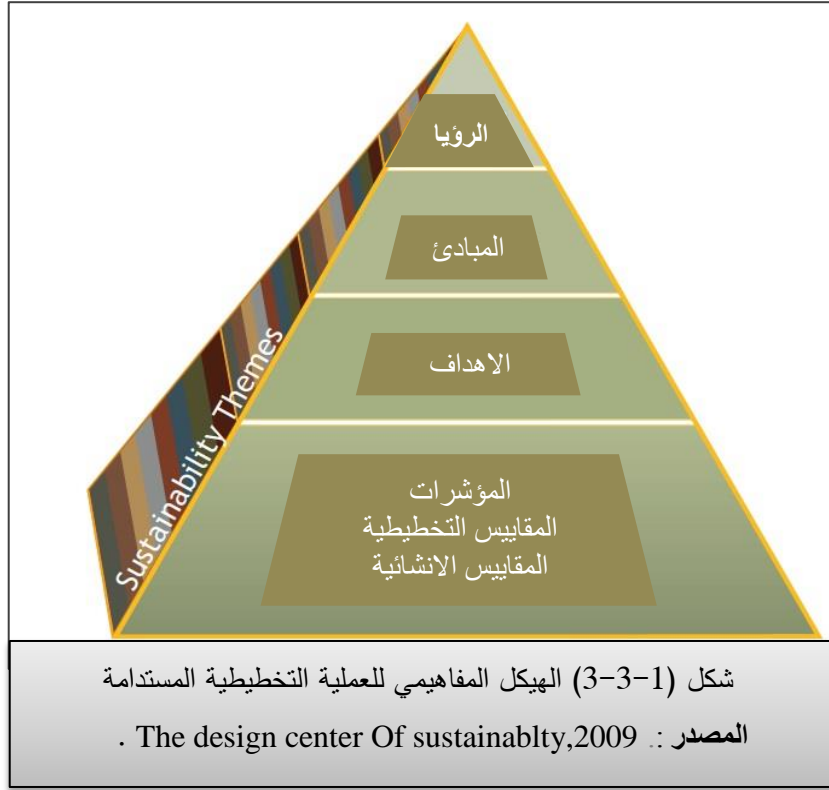 الرؤيا
المبادئ
الاهداف
المؤشرات
المقاييس التخطيطية
المقاييس الانشائية
Sustainability Themes
شكل (1-3-3) الهيكل المفاهيمي للعملية التخطيطية المستدامة
المصدر :. The design center Of sustainablty,2009 .